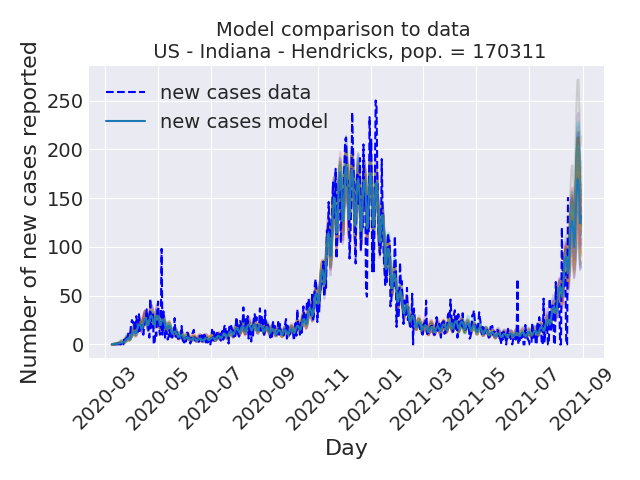 Model comparison to data
US - Indiana - Hendricks, pop. = 170311
Number of new cases reported
new cases data
new cases model
250
200
150
100
50
0
2020-03
2020-05
2020-07
2020-09
2020-11
2021-01
2021-03
2021-05
2021-07
2021-09
Day